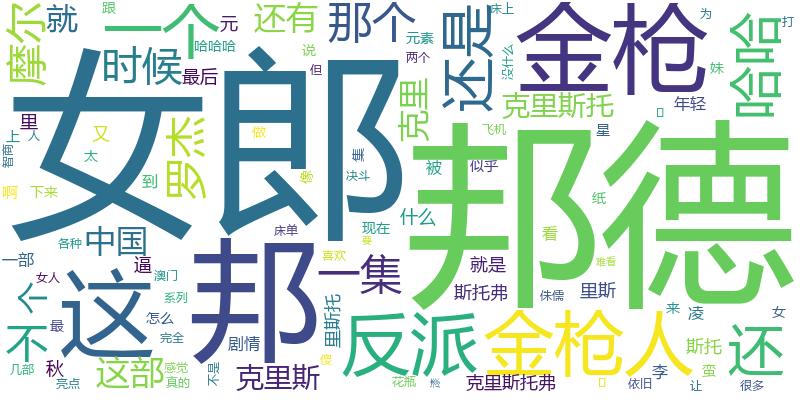 跟
就
一个
元
还有
那个
还是
金枪
哈哈
为
床上
打
摩尔
时候
最后
哈哈哈
说
但
元素
两个
没什么
妹
女郎
邦德
里
上
人
智商
又
太
罗杰
做
像
集
决斗
克里
克里斯托
飞机
星
年轻
啊
下来
到
被
似乎
纸
现在
什么
看
中国
各种
床单
喜欢
要
一部
逼
澳门
一集
就是
难看
女人
系列
这
邦
里斯托
斯托弗
侏儒
里斯
来
凌
女
不
个
最
怎么
完全
剧情
傻
反派
金枪人
斯托
还
秋
几部
亮点
这部
感觉
真的
不是
克里斯
花瓶
克里斯托弗
依旧
李
让
蛮
很多